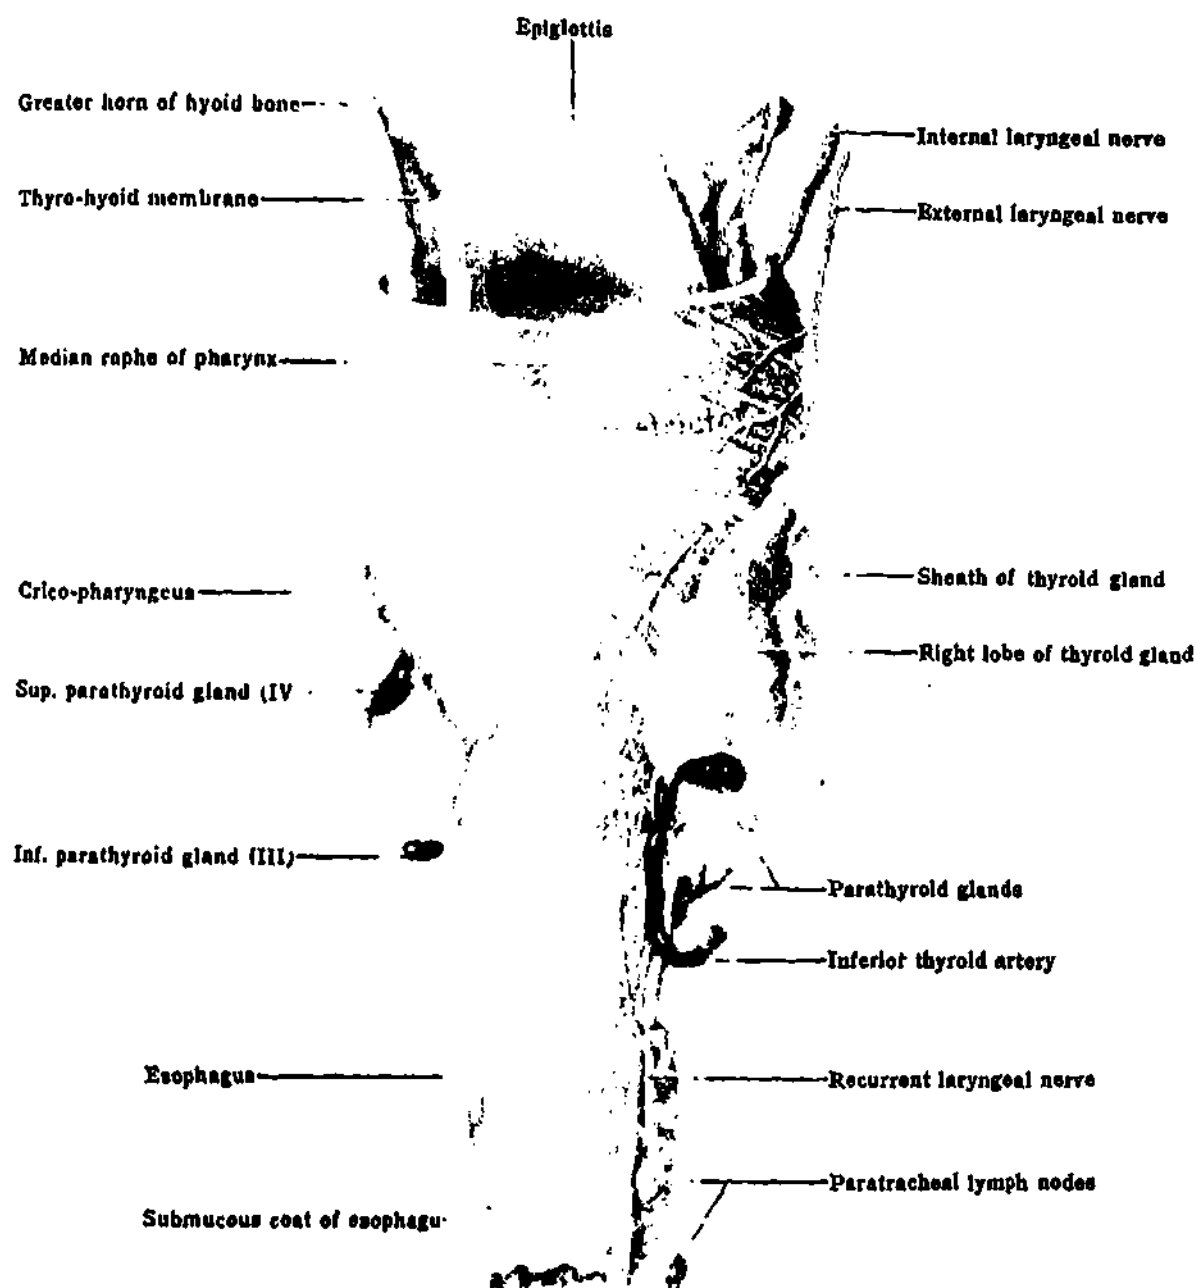 Epiglottis
Greater horn of hyoid bone
Internal laryngeal nerve
Thyro-hyoid membrane
External laryngeal nerve
Median raphe of pharynx
Crico-pharyngeus
Sheath of thyroid gland
Right lobe of thyroid gland
Sup. parathyroid gland (IV
Inf. parathyroid gland (III)
Parathyroid glands
Inferior thyroid artery
Esophagus
Recurrent laryngeal nerve
Paratracheal lymph nodes
Submucous coat of esophagu